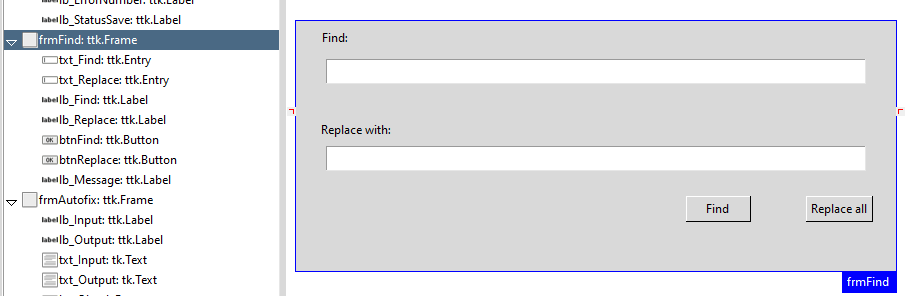 lb_ErrorNumber: ttk.Label
label lb_StatusSave: ttk.Label
frmFind: ttk.Frame
txt_Find: ttk.Entry
txt_Replace: ttk.Entry
label lb_Find: ttk.Label
label lb_Replace: ttk.Label
OK btnFind: ttk.Button
OK btnReplace: ttk.Button
label lb_Message: ttk.Label
frmAutofix: ttk.Frame
label lb_Input: ttk.Label
label lb_Output: ttk.Label
txt_Input: tk.Text
txt_Output: tk.Text
Find:
Replace with:
Find Replace all
frmFind